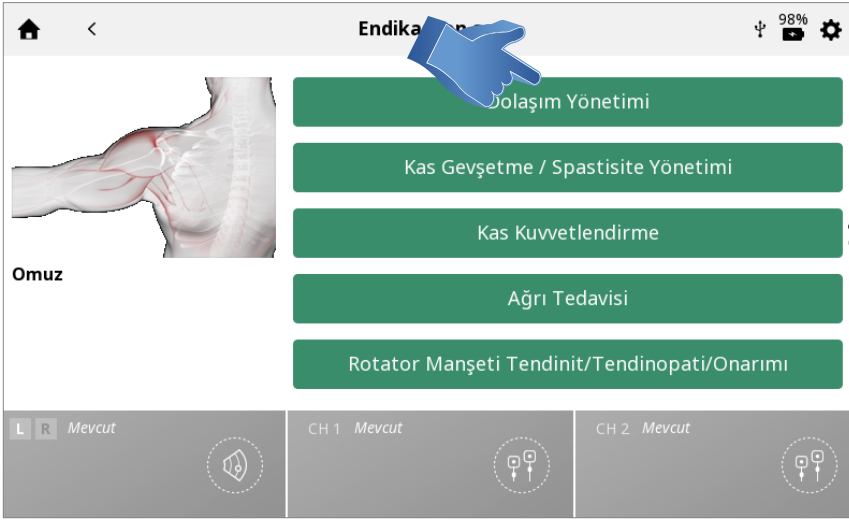 98%
Dolaşım Yönetimi
Kas Gevşetme / Spastisite Yönetimi
Kas Kuvvetlendirme
Omuz
Ağrı Tedavisi
Rotator Manşeti Tendinit/Tendinopati/Onarımı
L R Mevcut
CH 1 Mevcut
CH 2 Mevcut